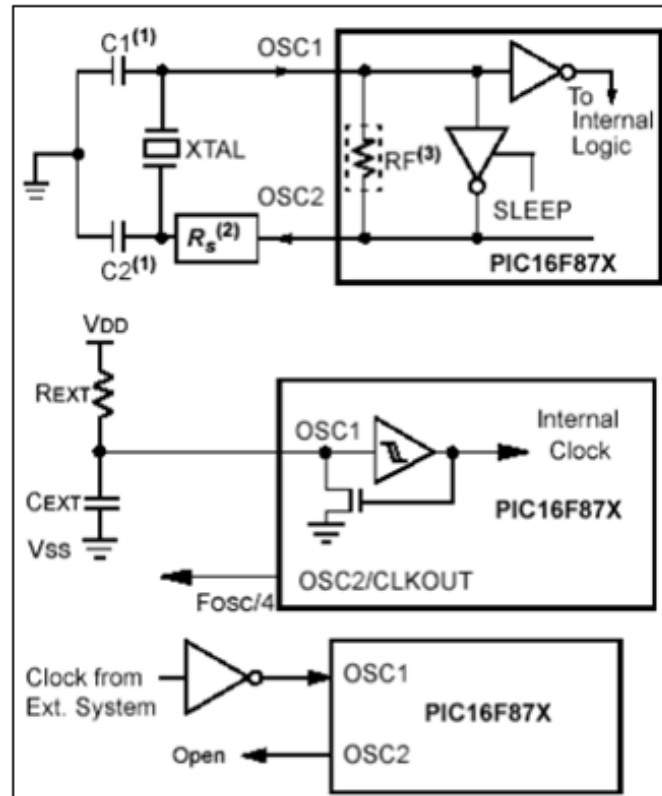 C1(1)
OSC1
To
Internal
Logic
XTAL
RF(3)
OSC2
SLEEP
Rs(2)
C2(1)
PIC16F87X
VDD
REXT
OSC1
Internal
Clock
CEXT
PIC16F87X
VSS
OSC2/CLKOUT
Fosc/4
Clock from
Ext. System
OSC1
PIC16F87X
Open
OSC2